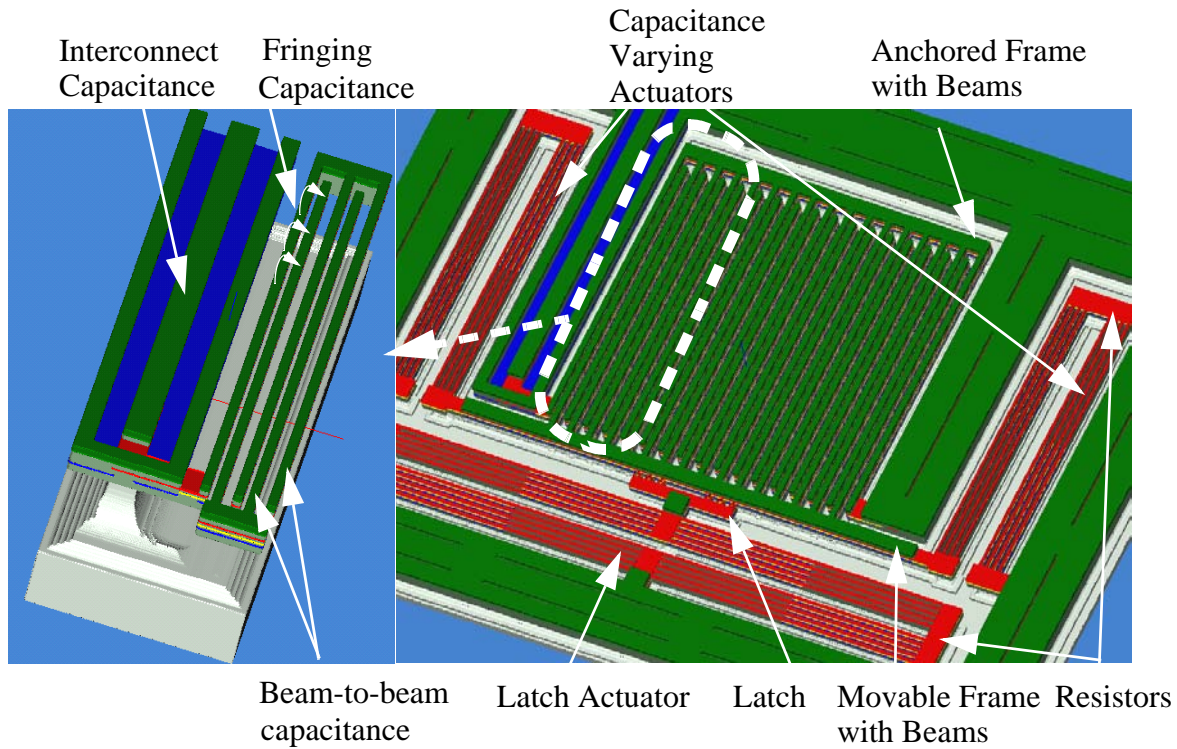 Interconnect
Capacitance
Fringing
Capacitance
Capacitance
Varying
Actuators
Anchored Frame
with Beams
Beam-to-beam
capacitance
Latch Actuator
Latch
Movable Frame
with Beams
Resistors